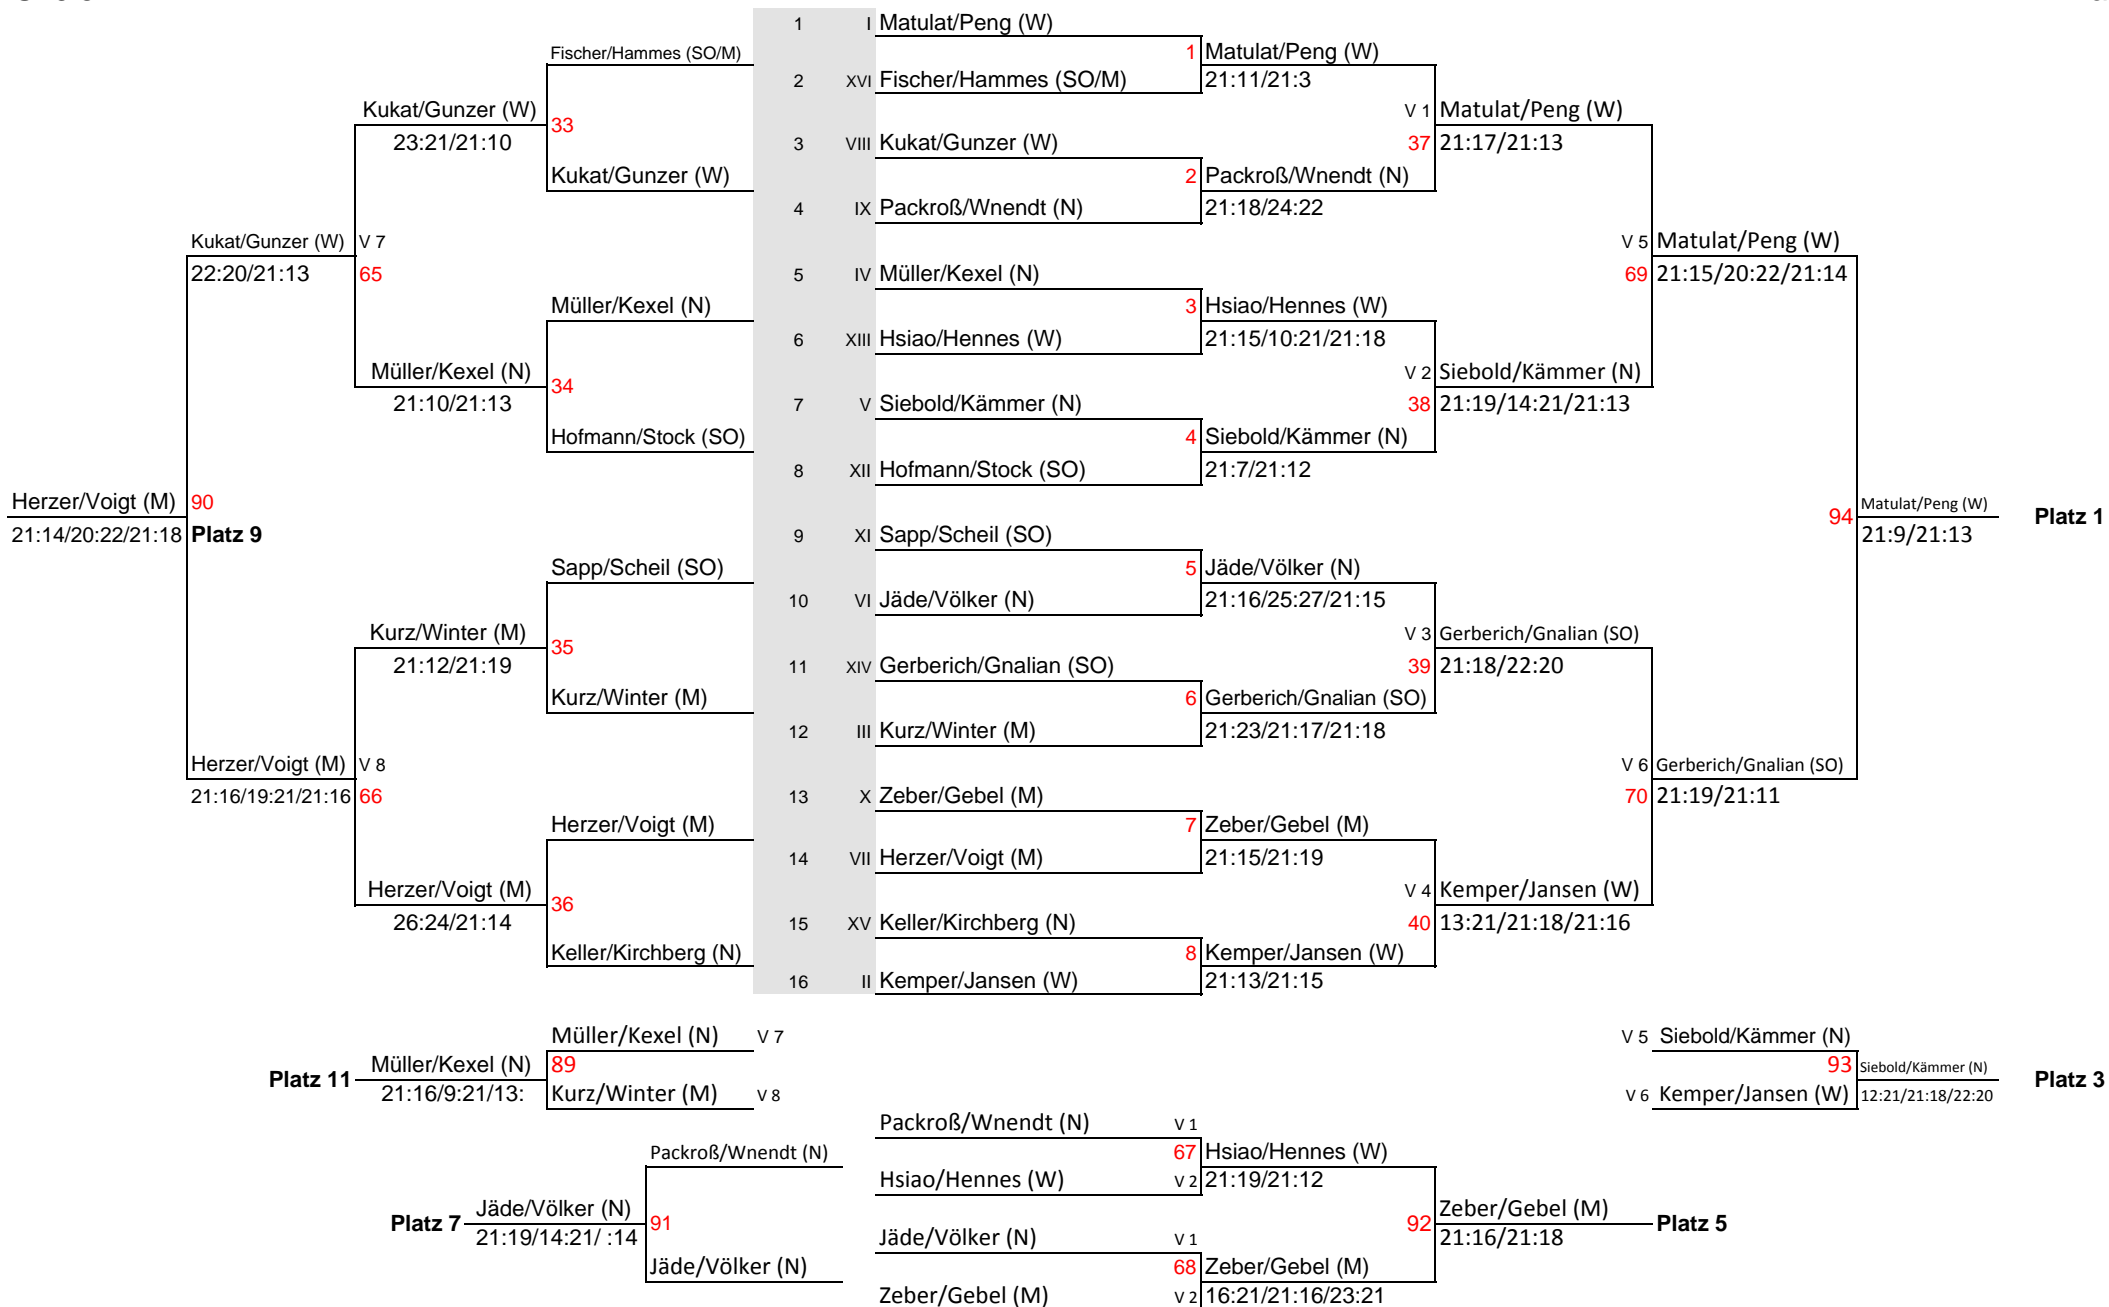 1 I Matulat/Peng (W)
Fischer/Hammes (SO/M) 1 Matulat/Peng (W)
2 XVI Fischer/Hammes (SO/M) 21:11/21:3
Kukat/Gunzer (W) V 1 Matulat/Peng (W)
33
23:21/21:10 3 VIII Kukat/Gunzer (W) 37 21:17/21:13
Kukat/Gunzer (W) 2 Packroß/Wnendt (N)
4 IX Packroß/Wnendt (N) 21:18/24:22
Kukat/Gunzer (W) V 7 V 5 Matulat/Peng (W)
22:20/21:13 65 5 IV Müller/Kexel (N) 69 21:15/20:22/21:14
Müller/Kexel (N) 3 Hsiao/Hennes (W)
6 XIII Hsiao/Hennes (W) 21:15/10:21/21:18
Müller/Kexel (N) V 2 Siebold/Kämmer (N)
34
21:10/21:13 7 V Siebold/Kämmer (N) 38 21:19/14:21/21:13
Hofmann/Stock (SO) 4 Siebold/Kämmer (N)
8 XII Hofmann/Stock (SO) 21:7/21:12
Herzer/Voigt (M) 90 Matulat/Peng (W)
94 Platz 1
21:14/20:22/21:18 Platz 9 9 XI Sapp/Scheil (SO) 21:9/21:13
Sapp/Scheil (SO) 5 Jäde/Völker (N)
10 VI Jäde/Völker (N) 21:16/25:27/21:15
Kurz/Winter (M) V 3 Gerberich/Gnalian (SO)
35
21:12/21:19 11 XIV Gerberich/Gnalian (SO) 39 21:18/22:20
Kurz/Winter (M) 6 Gerberich/Gnalian (SO)
12 III Kurz/Winter (M) 21:23/21:17/21:18
Herzer/Voigt (M) V 8 V 6 Gerberich/Gnalian (SO)
21:16/19:21/21:16 66 13 X Zeber/Gebel (M) 70 21:19/21:11
Herzer/Voigt (M) 7 Zeber/Gebel (M)
14 VII Herzer/Voigt (M) 21:15/21:19
Herzer/Voigt (M) V 4 Kemper/Jansen (W)
36
26:24/21:14 15 XV Keller/Kirchberg (N) 40 13:21/21:18/21:16
Keller/Kirchberg (N) 8 Kemper/Jansen (W)
16 II Kemper/Jansen (W) 21:13/21:15
Müller/Kexel (N) V 7 V 5 Siebold/Kämmer (N)
Müller/Kexel (N) 89 93 Siebold/Kämmer (N)
Platz 11 Platz 3
21:16/9:21/13: Kurz/Winter (M) V 8 V 6 Kemper/Jansen (W) 12:21/21:18/22:20
Packroß/Wnendt (N) V 1
Packroß/Wnendt (N) 67 Hsiao/Hennes (W)
Hsiao/Hennes (W) V 2 21:19/21:12
Jäde/Völker (N) Zeber/Gebel (M)
Platz 7 91 92 Platz 5
21:19/14:21/ :14 Jäde/Völker (N) V 1 21:16/21:18
Jäde/Völker (N) 68 Zeber/Gebel (M)
Zeber/Gebel (M) V 2 16:21/21:16/23:21